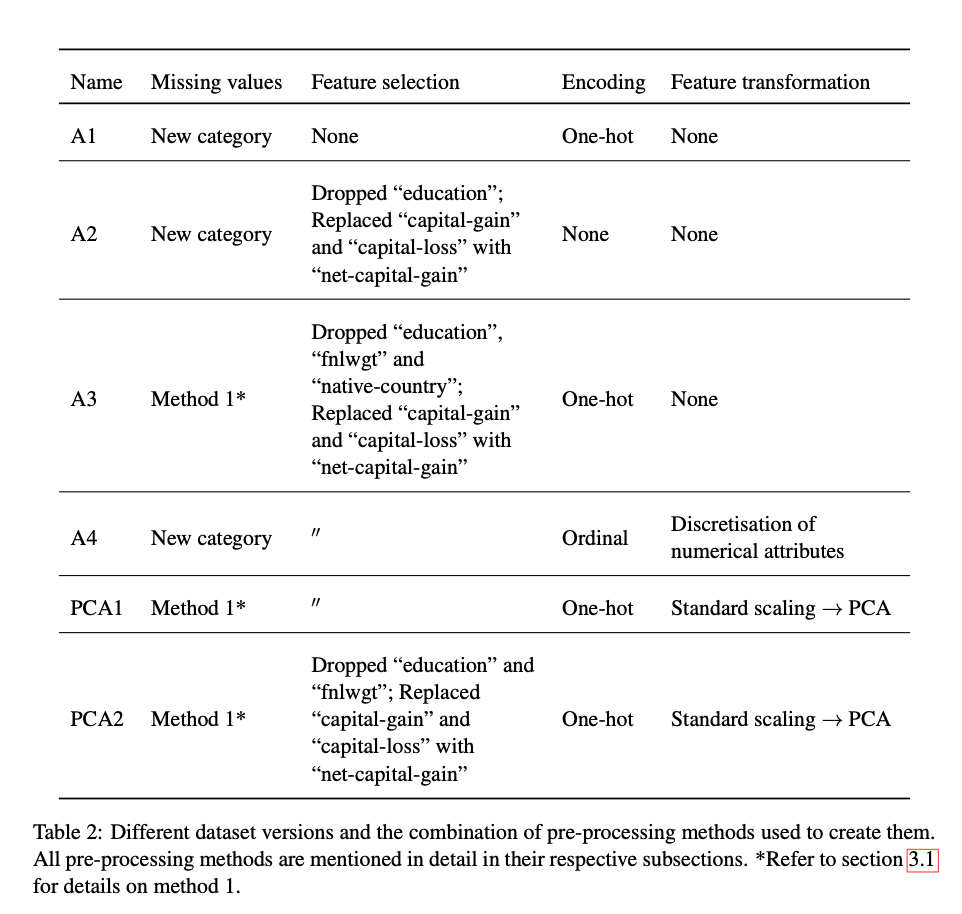 Name Missing values Feature selection Encoding Feature transformation
A1 New category None One-hot None
Dropped “education”;
Replaced “capital-gain”
A2 New category and “capital-loss” with None None
“net-capital-gain”
Dropped “education”,
“fnlwgt” and
“native-country”;
A3 Method 1* Replaced “capital-gain” One-hot None
and “capital-loss” with
“net-capital-gain”
A4 New category ″ Ordinal Discretisation of
numerical attributes
PCA1 Method 1* ″ One-hot Standard scaling → PCA
Dropped “education” and
“fnlwgt”; Replaced
PCA2 Method 1* “capital-gain” and One-hot Standard scaling → PCA
“capital-loss” with
“net-capital-gain”
Table 2: Different dataset versions and the combination of pre-processing methods used to create them.
All pre-processing methods are mentioned in detail in their respective subsections. *Refer to section 3.1
for details on method 1.